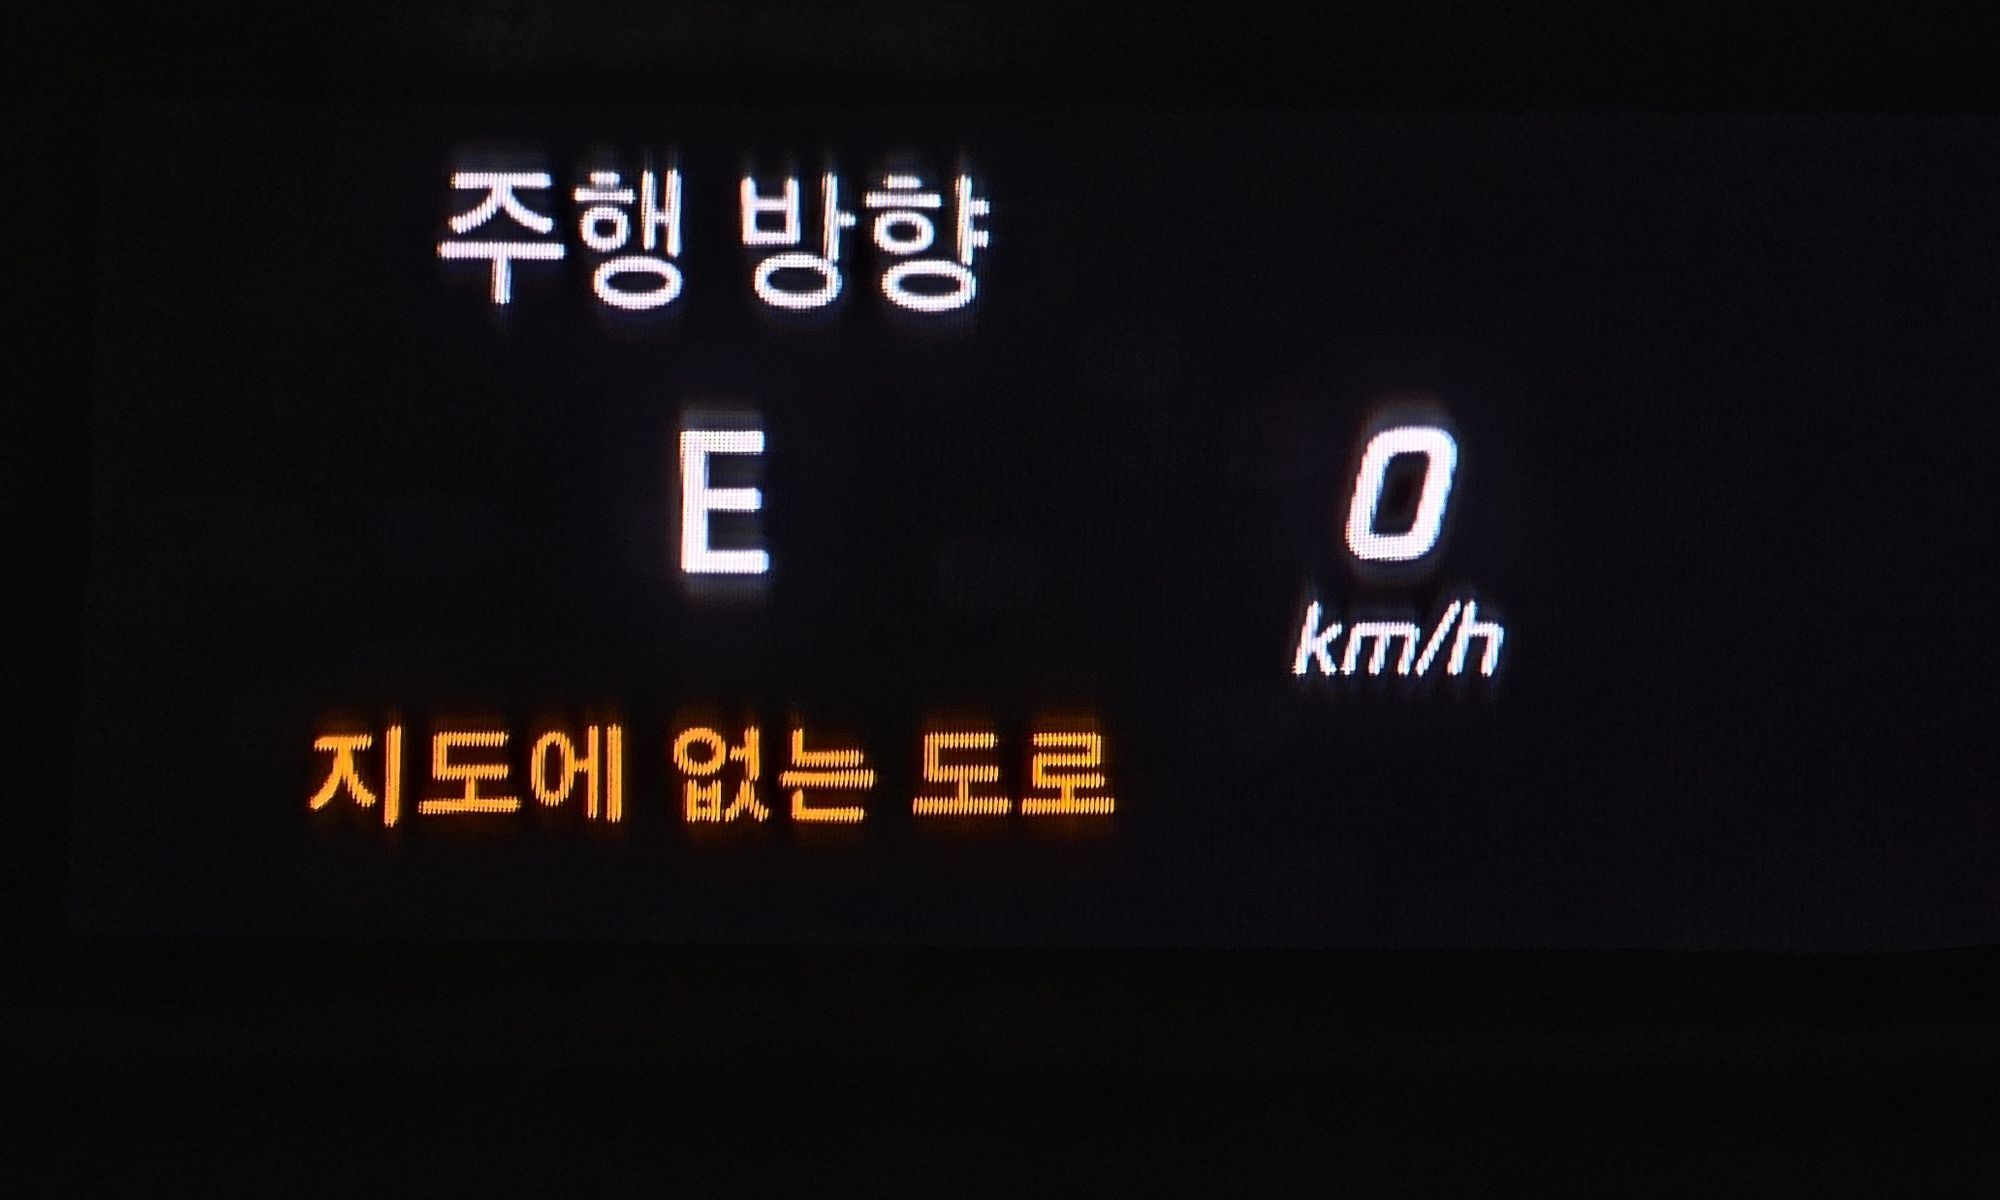 주행 방향
E
0
km/h
지도에 없는 도로